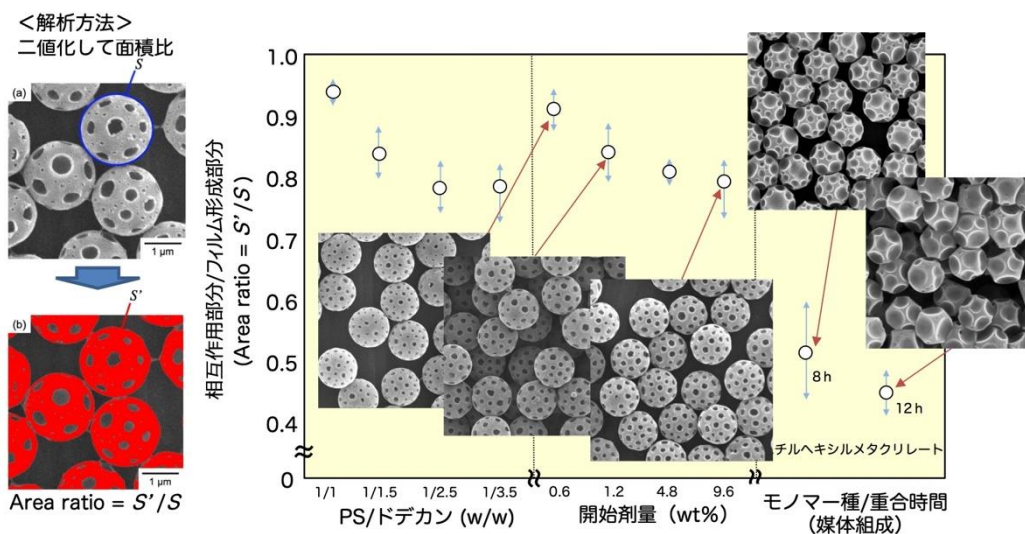 ＜解析方法＞
二値化して面積比
S
(a)
1 µm
S’
(b)
1 µm
Area ratio = S’/S
相互作用部分/フィルム形成部分
(Area ratio = S’/S)
1.0
0.9
0.8
0.7
0.6
0.5
0.4
0
8 h
12 h
チルヘキシルメタクリレート
1/1 1/1.5 1/2.5 1/3.5
PS/ドデカン (w/w)
0.6 1.2 4.8 9.6
開始剤量（wt%）
モノマー種/重合時間
（媒体組成）